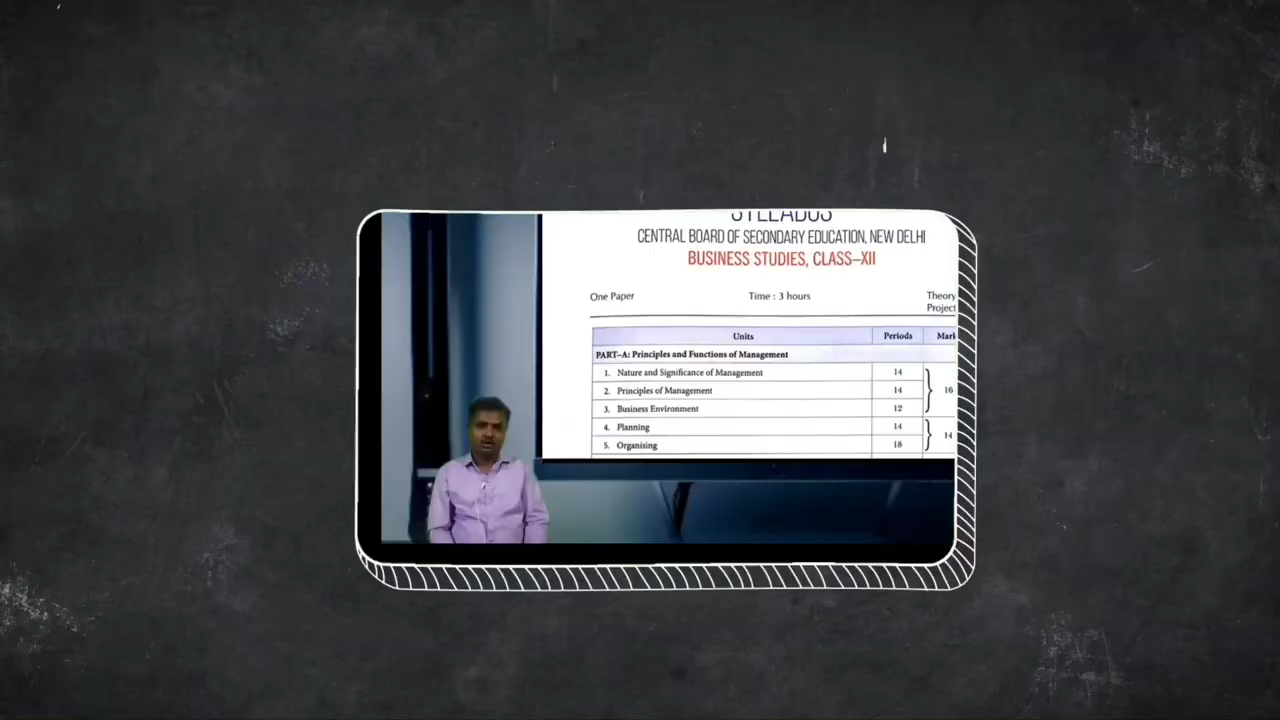 SYLLABUS
CENTRAL BOARD OF SECONDARY EDUCATION, NEW DELHI
BUSINESS STUDIES, CLASS–XII
One Paper Time : 3 hours Theory
Project
Units Periods Mark
PART–A: Principles and Functions of Management
1. Nature and Significance of Management 14
2. Principles of Management 14 16
3. Business Environment 12
4. Planning 14
14
5. Organising 18